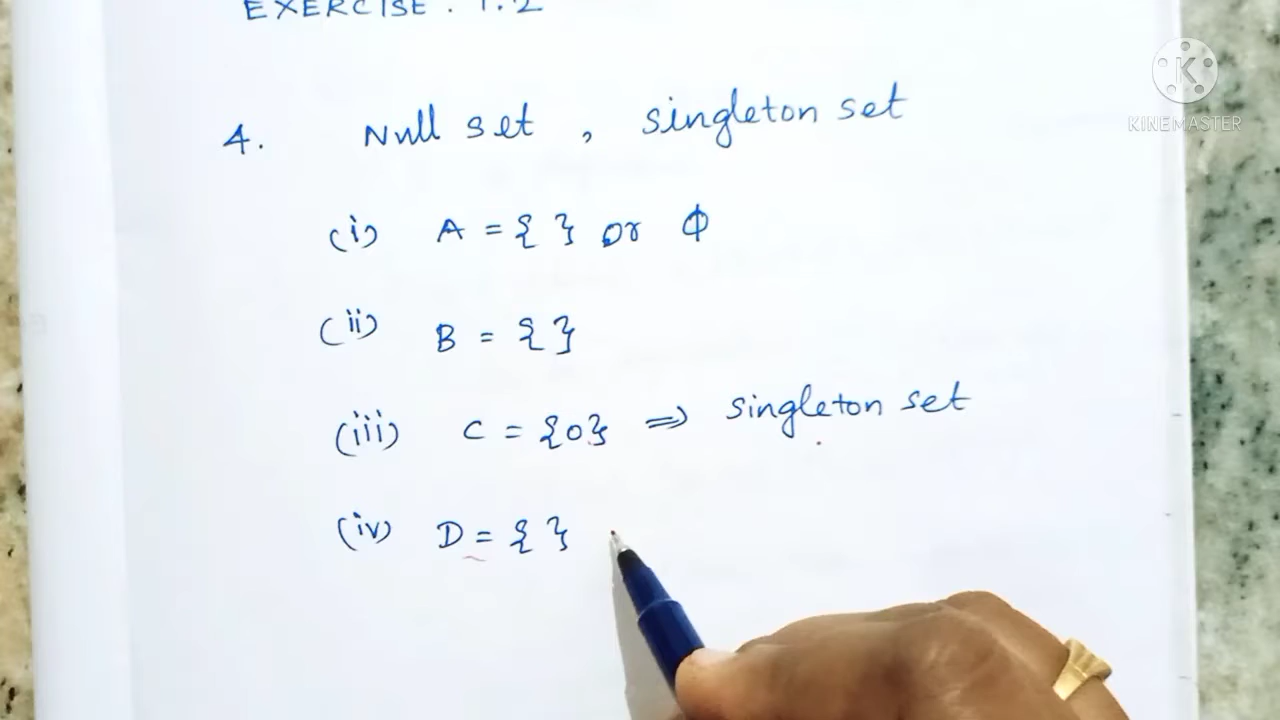 EXERCISE. 1.2
4. Null set, singleton set
(i) A = { } or ϕ
(ii) B = { }
(iii) C = {0} ⇒ singleton set
(iv) D = { }
K
KINEMASTER